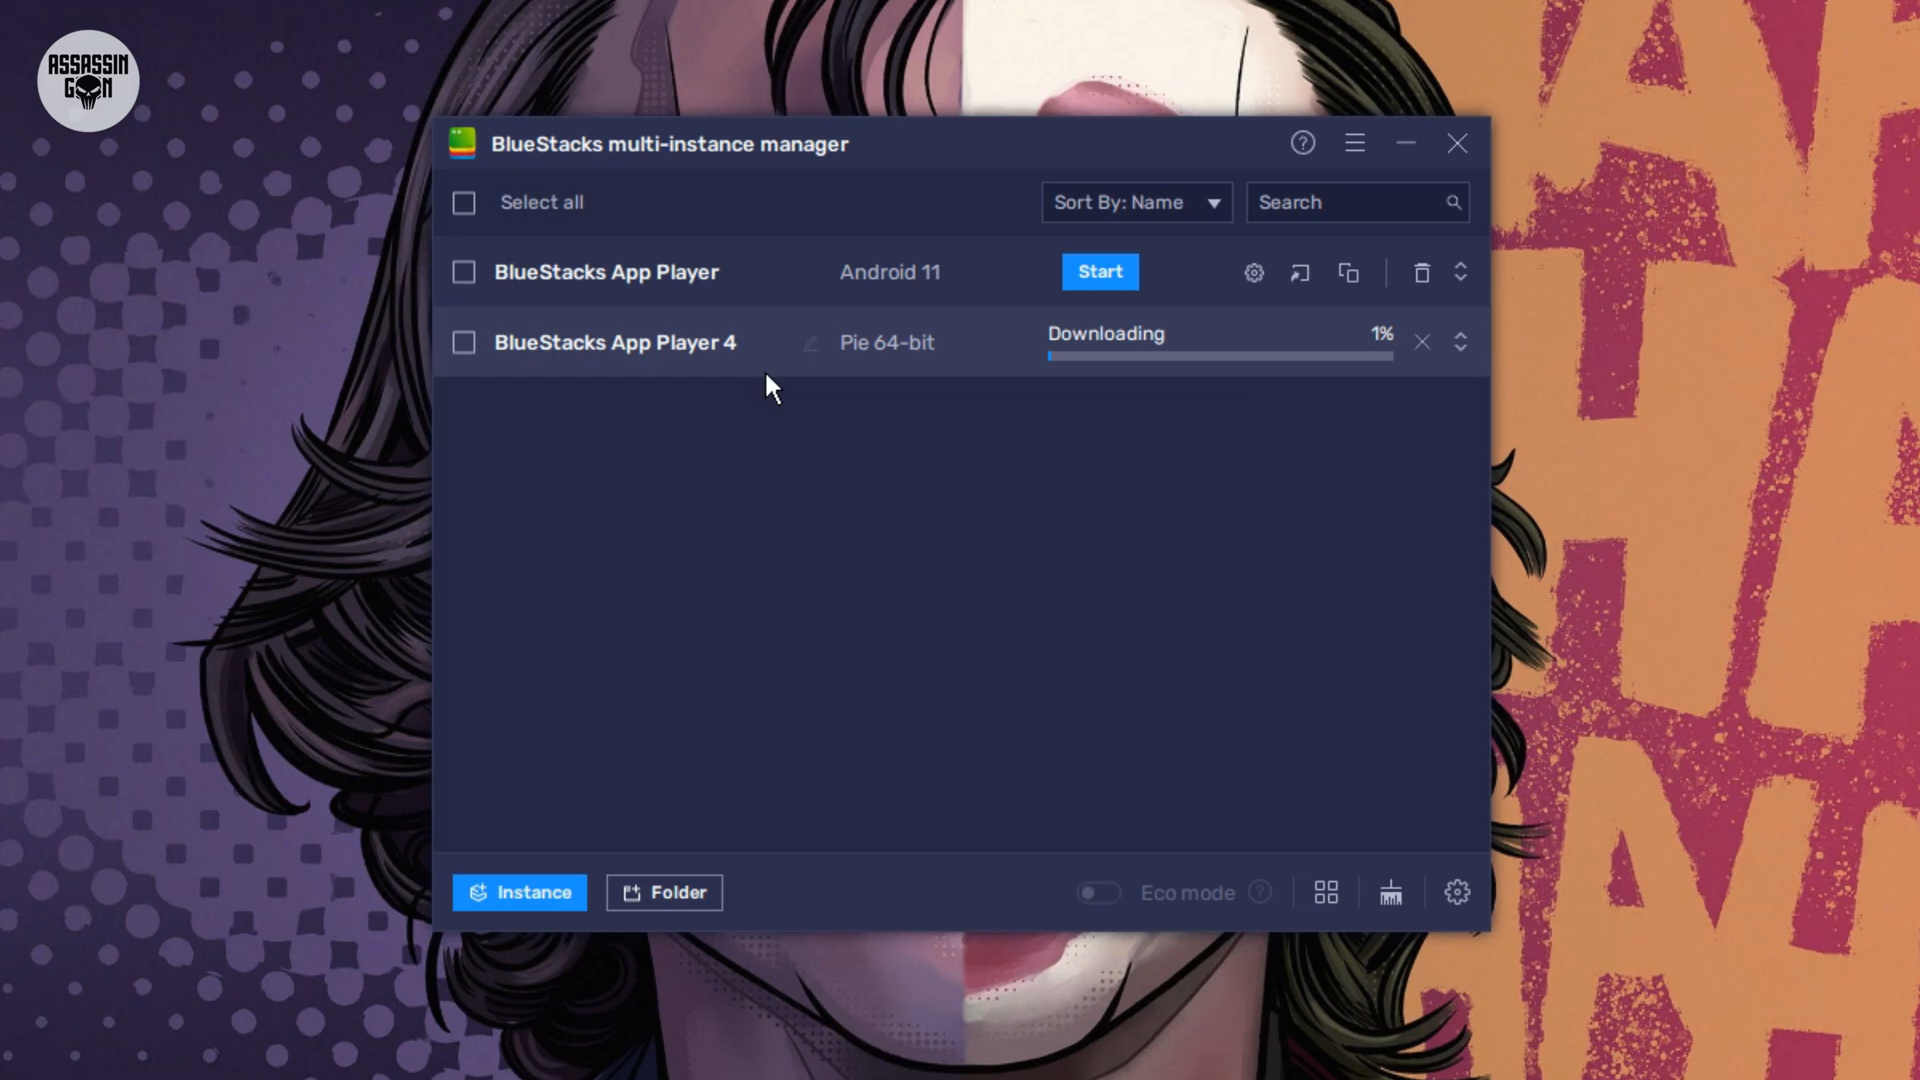 ASSASSIN
G N
BlueStacks multi-instance manager
Select all
Sort By: Name
Search
BlueStacks App Player
Android 11
Start
BlueStacks App Player 4
Pie 64-bit
Downloading
1%
Instance
Folder
Eco mode